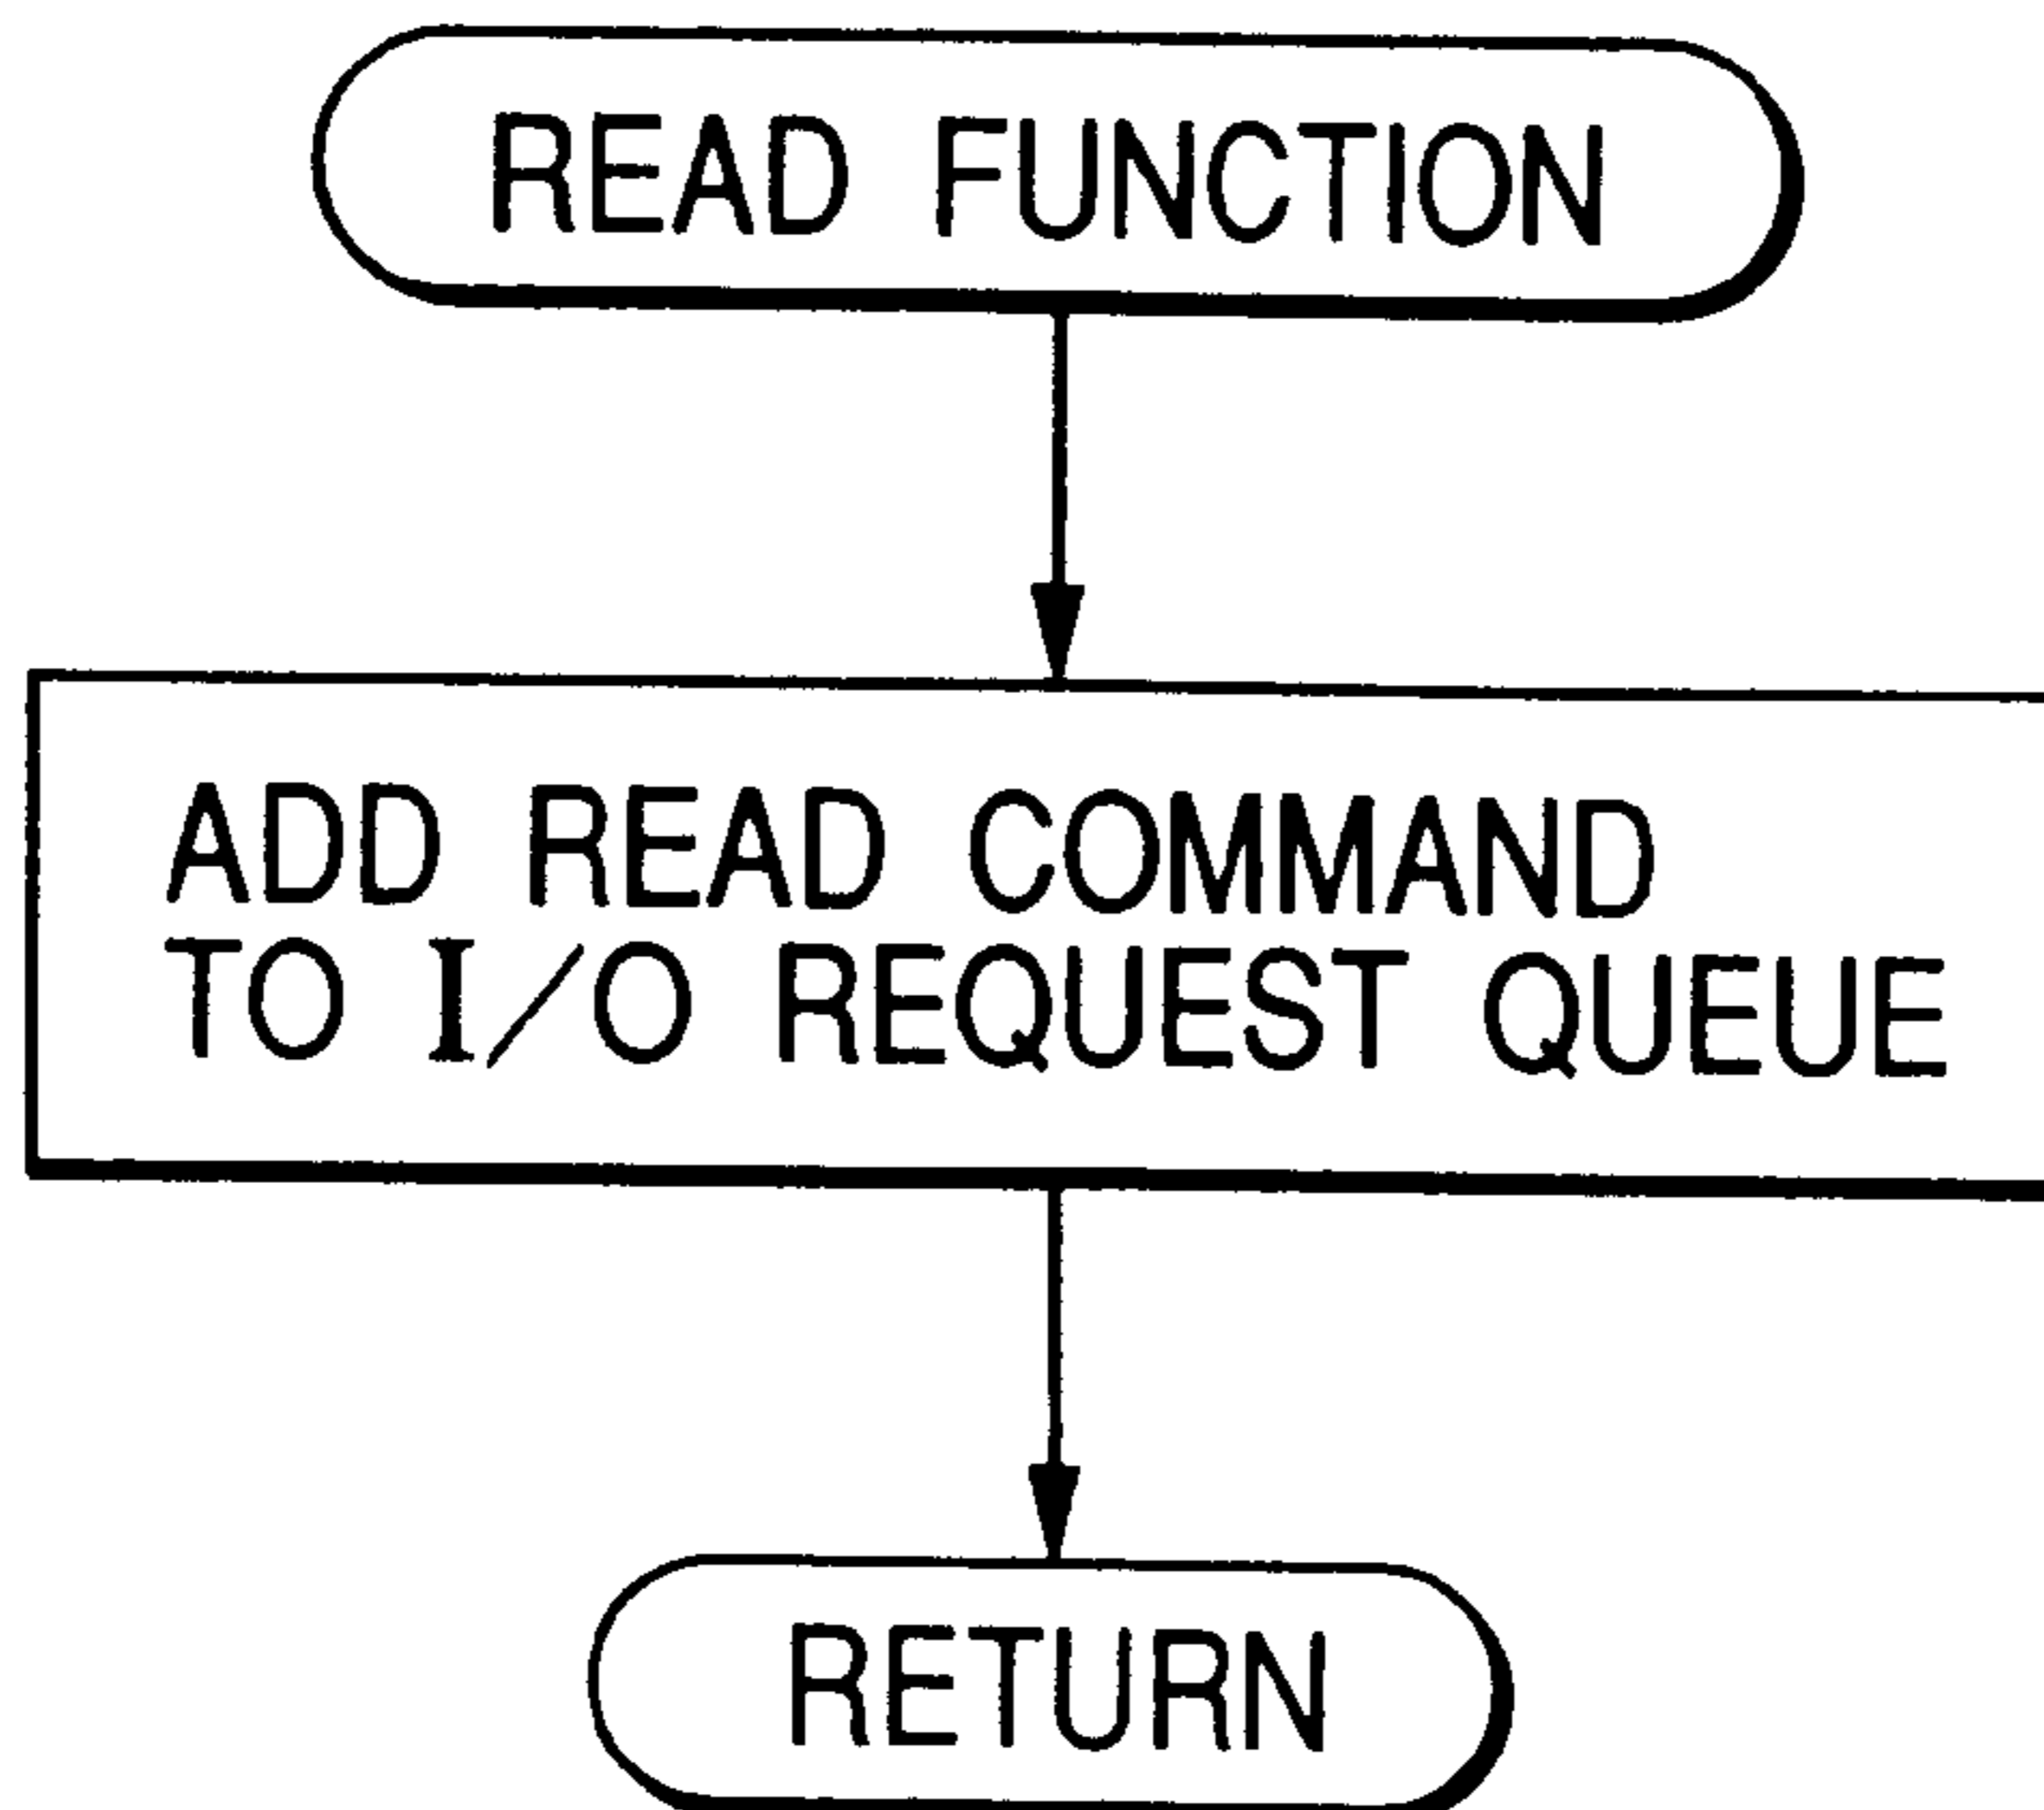 READ FUNCTION
ADD READ COMMAND
TO I/O REQUEST QUEUE
RETURN